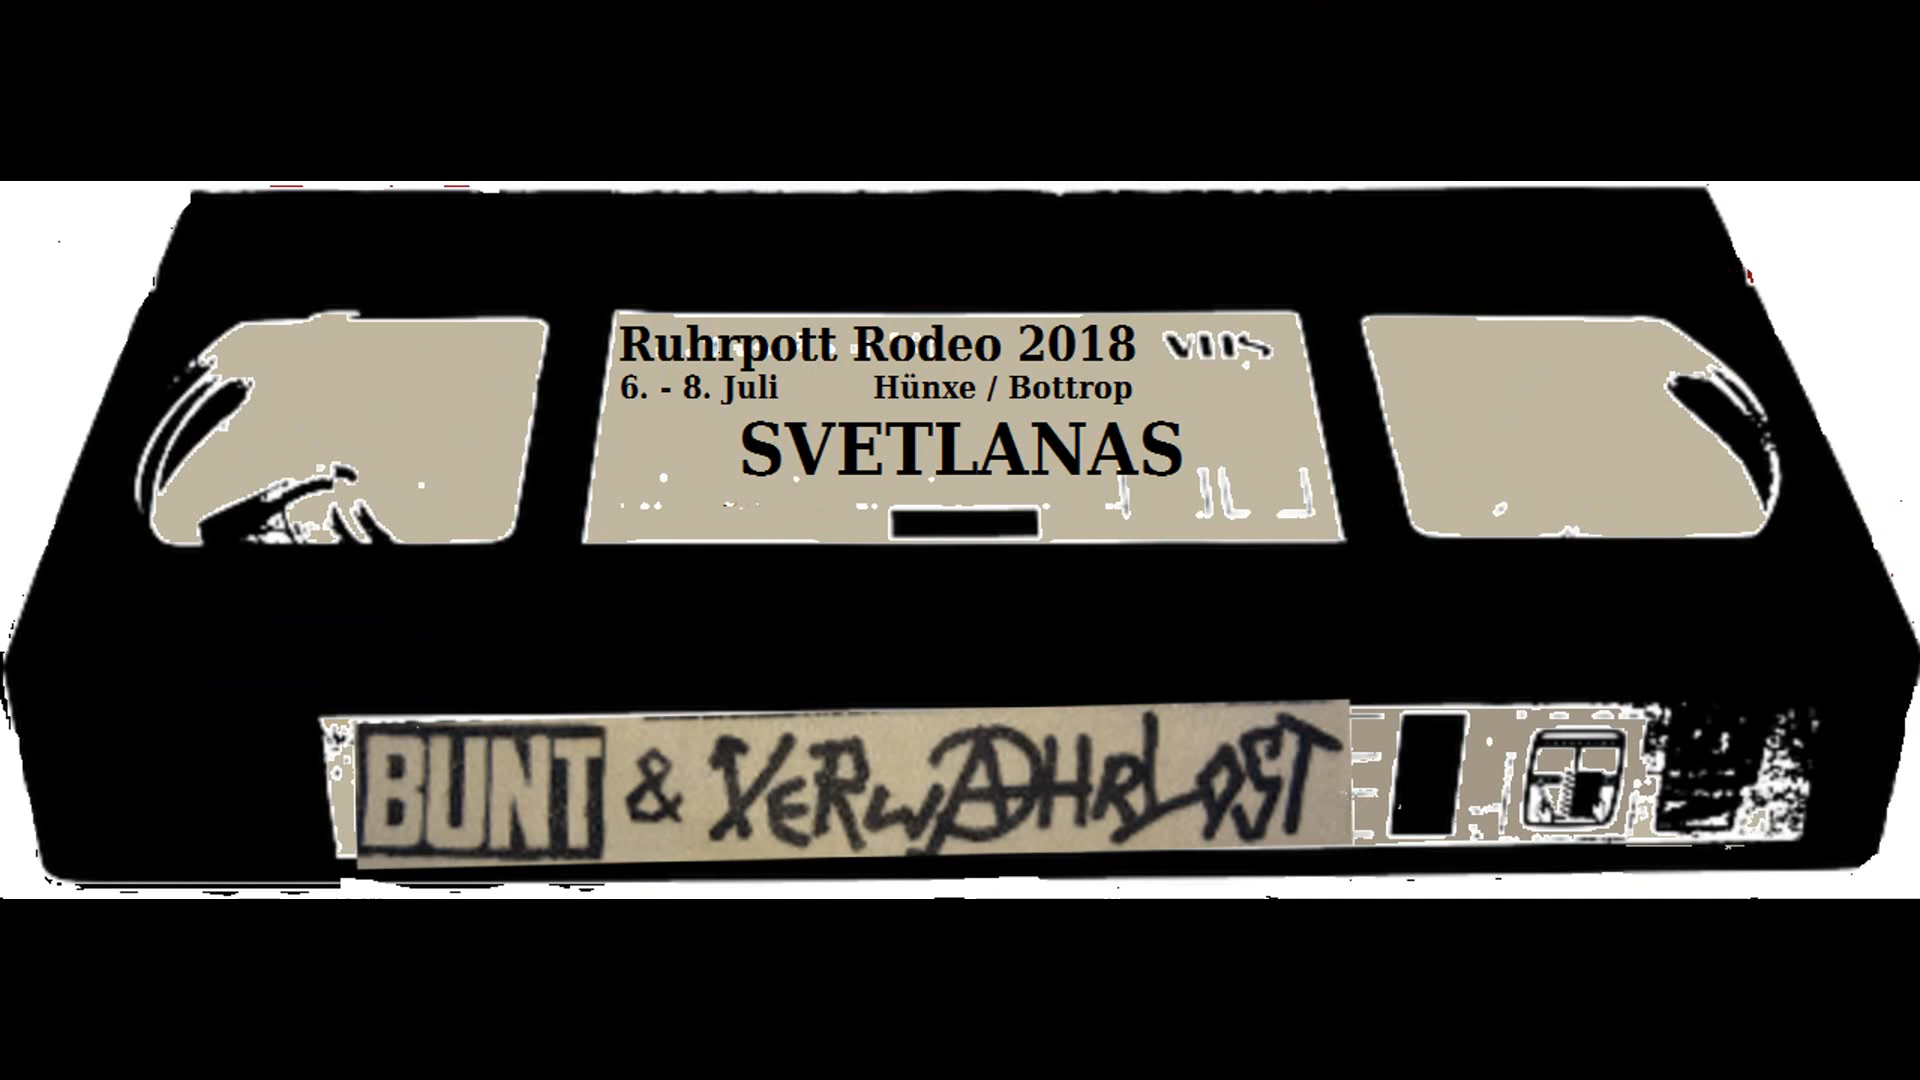 Ruhrpott Rodeo 2018 VHS
6. - 8. Juli Hünxe / Bottrop
SVETLANAS
BUNT & VERWAHRLOST